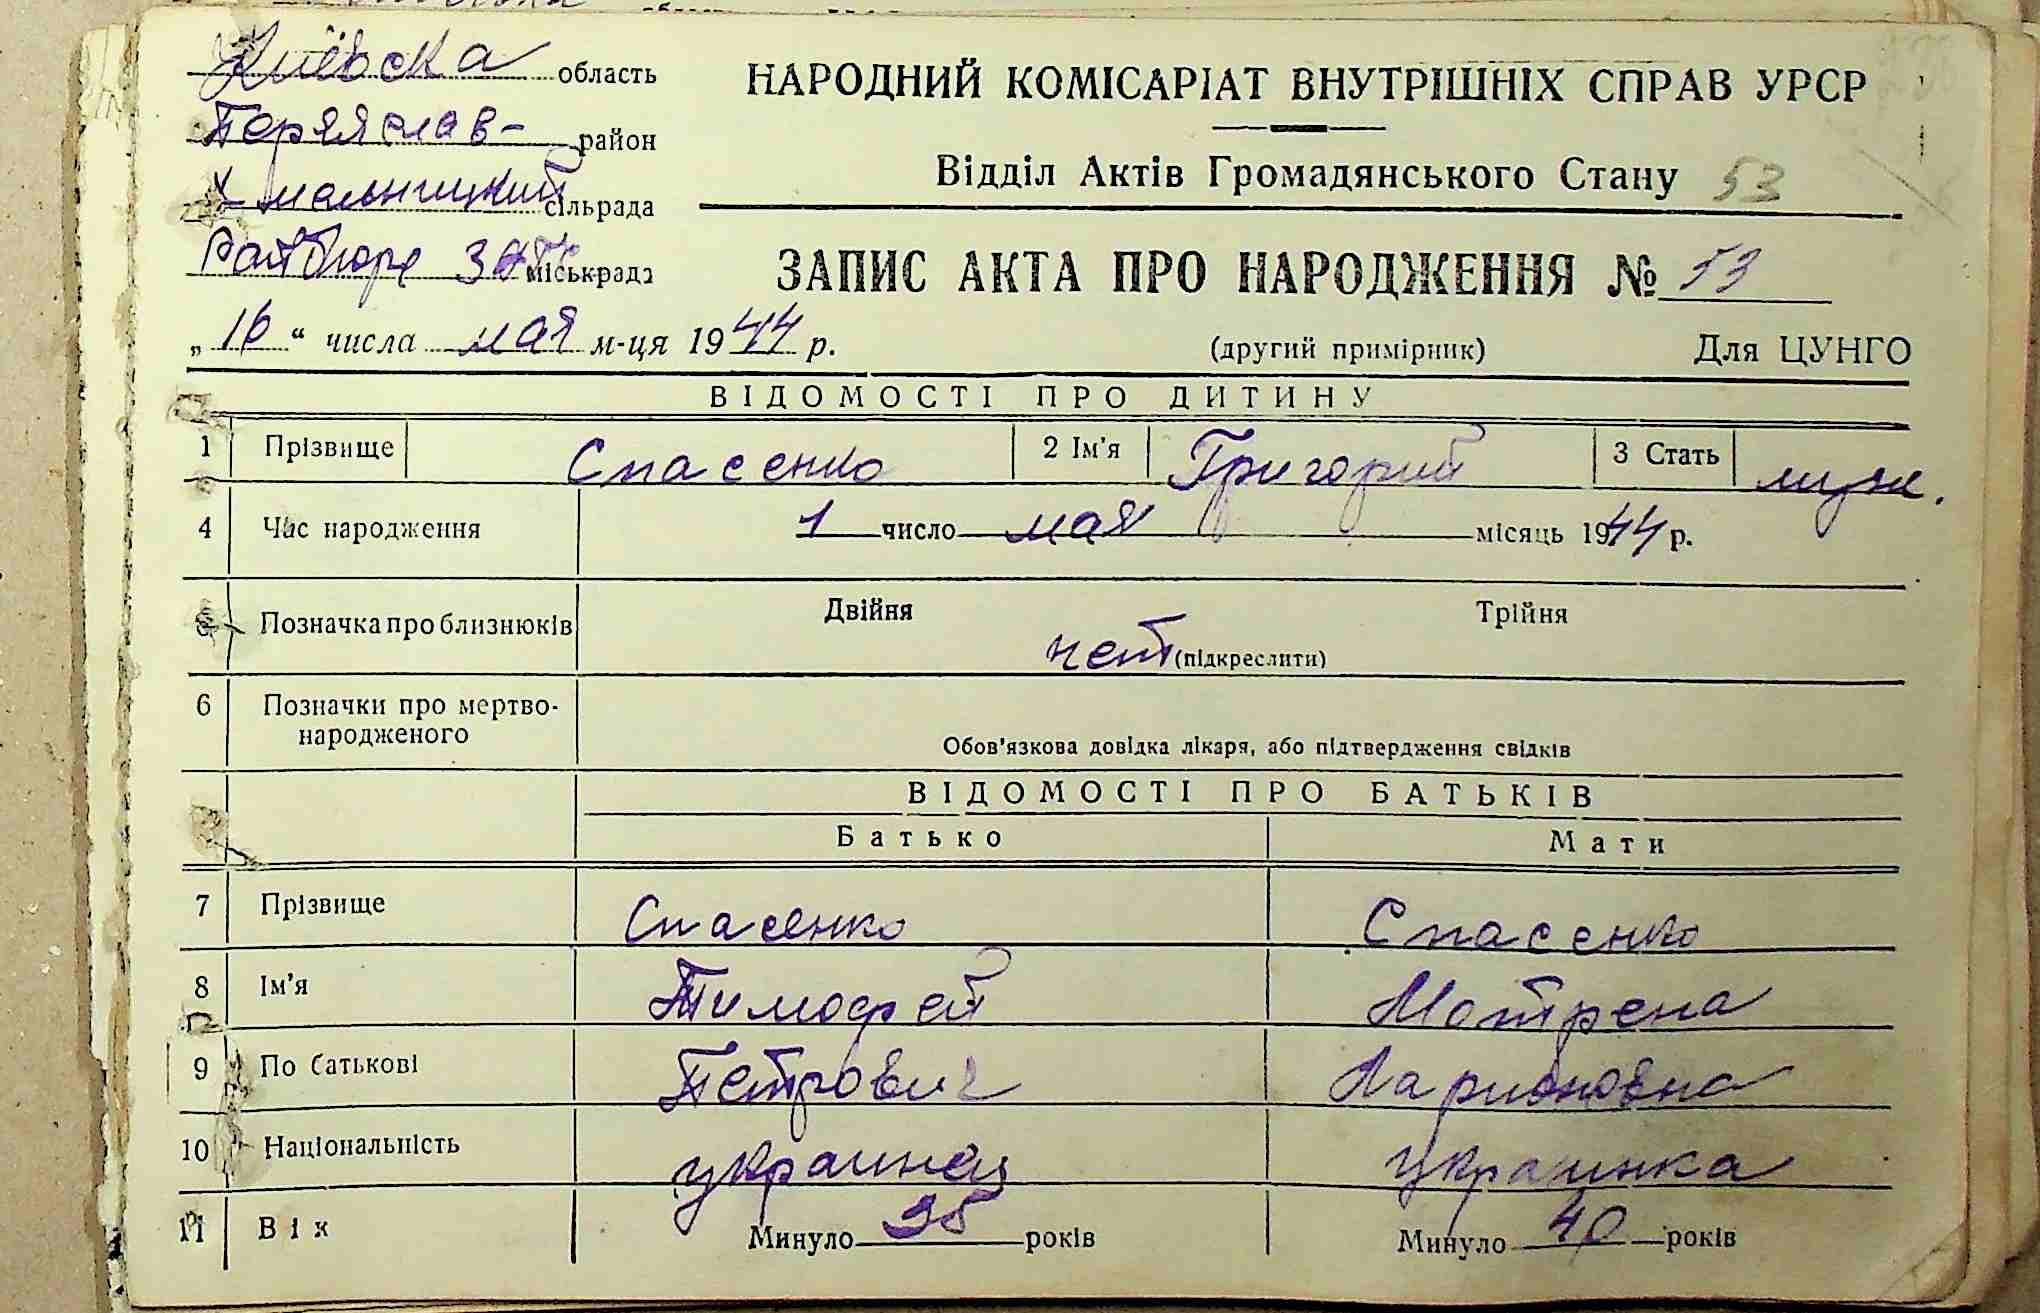 Киевска область
Переяслав- район
Хмельницкий сільрада
Райбюро ЗАГС міськрада
НАРОДНИЙ КОМІСАРІАТ ВНУТРІШНІХ СПРАВ УРСР
Відділ Актів Громадянського Стану 53
ЗАПИС АКТА ПРО НАРОДЖЕННЯ № 53
„16“ числа мая м-ця 1944 р. (другий примірник) Для ЦУНГО
ВІДОМОСТІ ПРО ДИТИНУ
1 Прізвище Спасенко 2 Ім'я Григорий 3 Стать муж.
4 Час народження 1 число мая місяць 1944 р.
5 Позначка про близнюків Двійня Трійня
нет (підкреслити)
6 Позначки про мертво-
народженого
Обов'язкова довідка лікаря, або підтвердження свідків
ВІДОМОСТІ ПРО БАТЬКІВ
Батько Мати
7 Прізвище Спасенко Спасенко
8 Ім'я Тимофей Мотрена
9 По батькові Петрович Ларионовна
10 Національність украинец украинка
11 Вік Минуло років Минуло 40 років